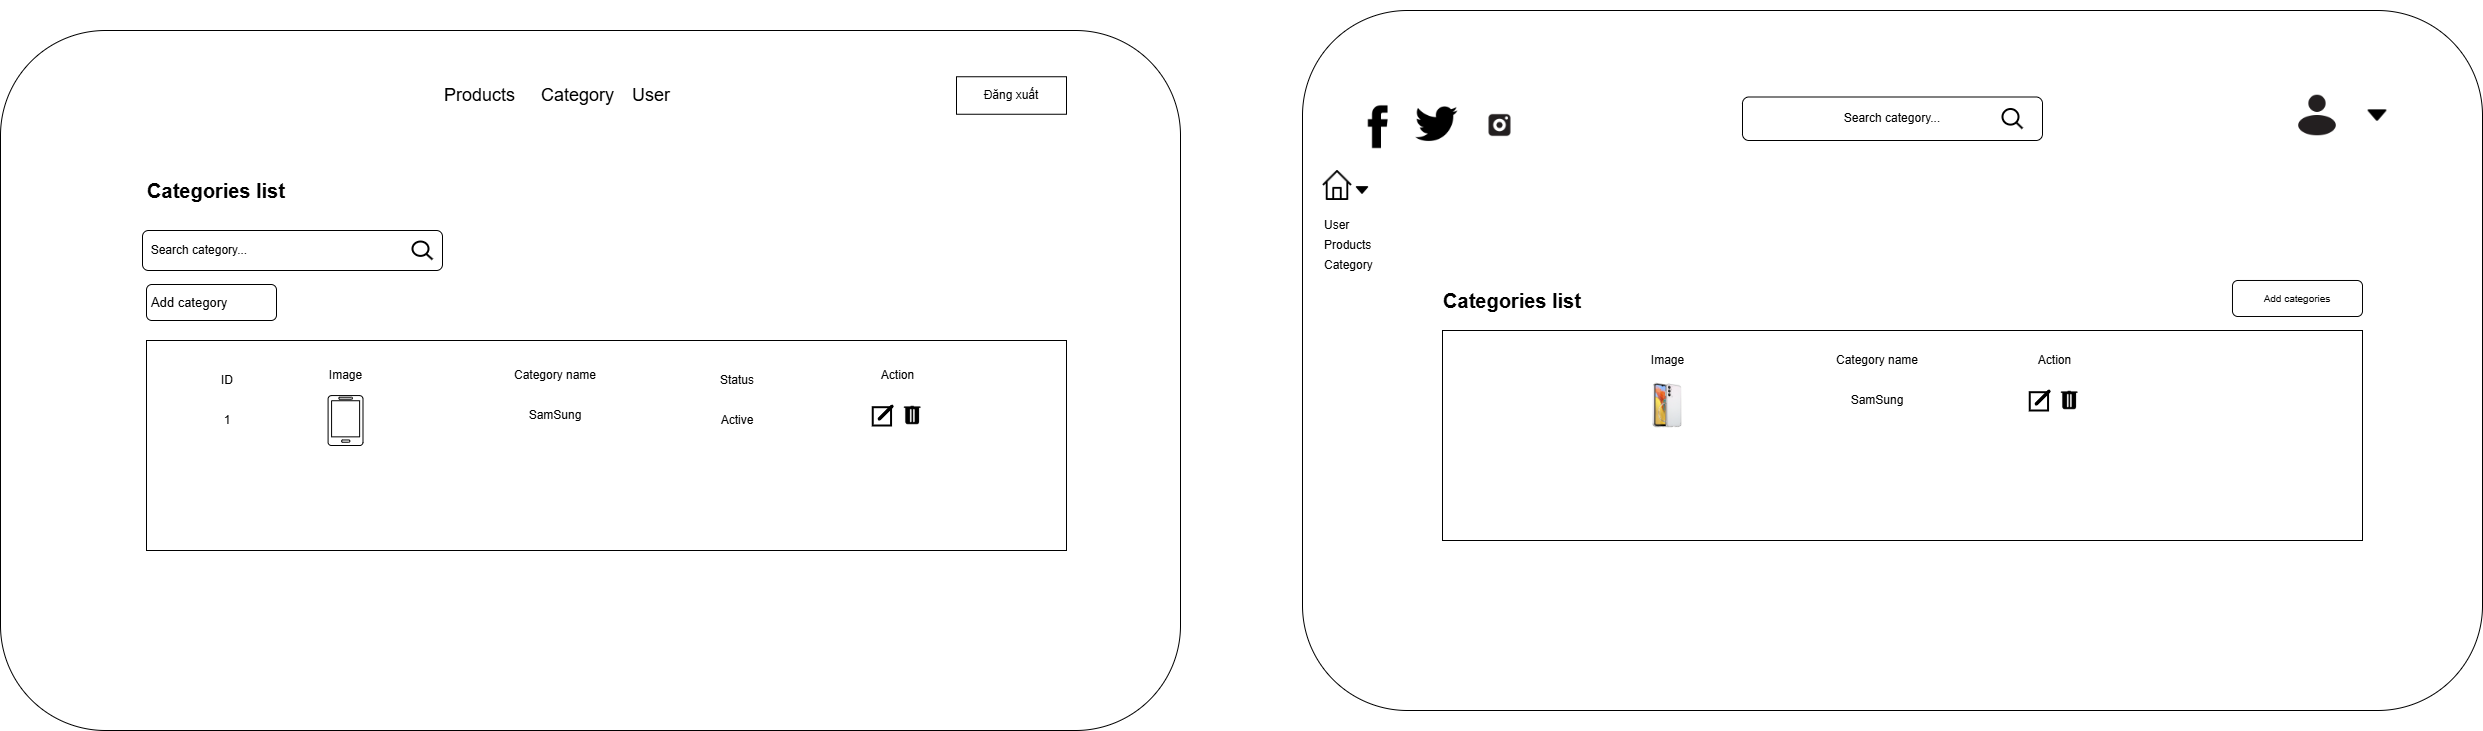 Products Category User
Đăng xuất
Categories list
Search category...
Add category
ID Image Category name Status Action
1 SamSung Active
Search category...
User
Products
Category
Categories list
Add categories
Image Category name Action
SamSung